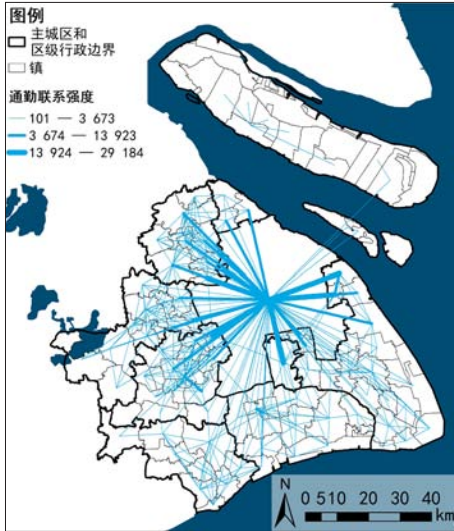 图例
主城区和
区级行政边界
镇
通勤联系强度
101 — 3 673
3 674 — 13 923
13 924 — 29 184
N
0 510 20 30 40
km